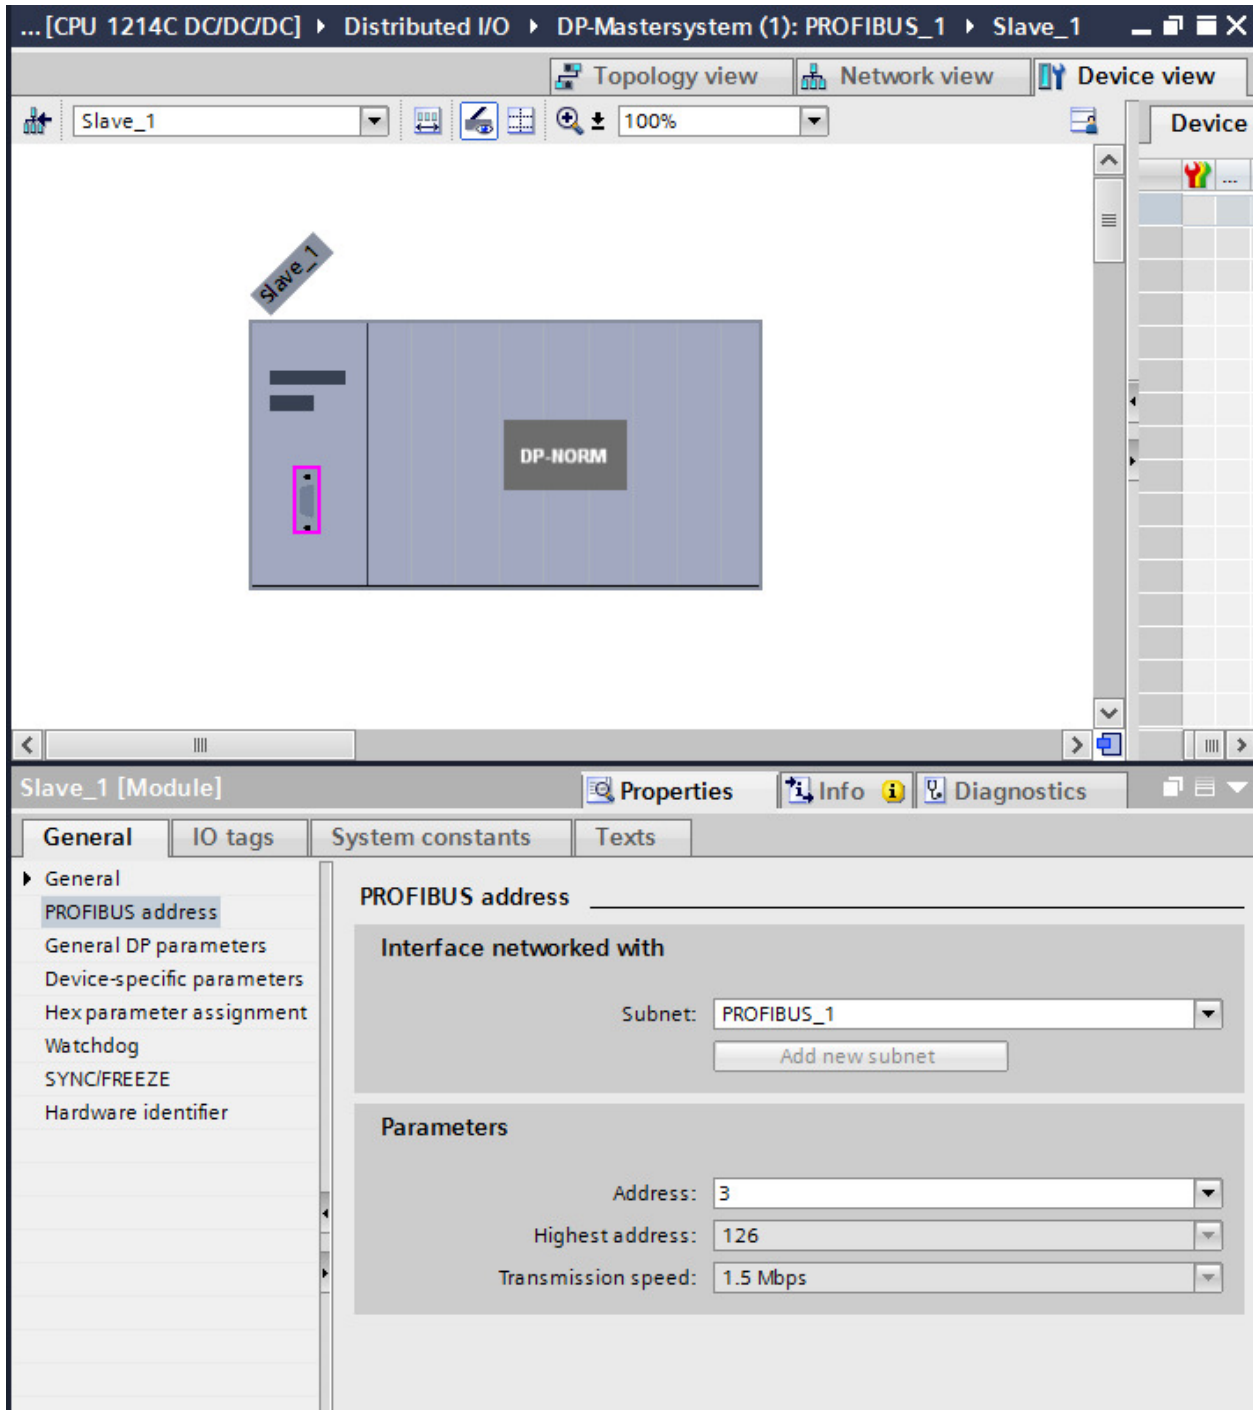 ... [CPU 1214C DC/DC/DC] Distributed I/O DP-Mastersystem (1): PROFIBUS_1 Slave_1
Topology view Network view Device view
Slave_1 100% Device
...
Slave_1
DP-NORM
Slave_1 [Module] Properties Info Diagnostics
General IO tags System constants Texts
General
PROFIBUS address
General DP parameters
Device-specific parameters
Hex parameter assignment
Watchdog
SYNC/FREEZE
Hardware identifier
PROFIBUS address
Interface networked with
Subnet: PROFIBUS_1
Add new subnet
Parameters
Address: 3
Highest address: 126
Transmission speed: 1.5 Mbps